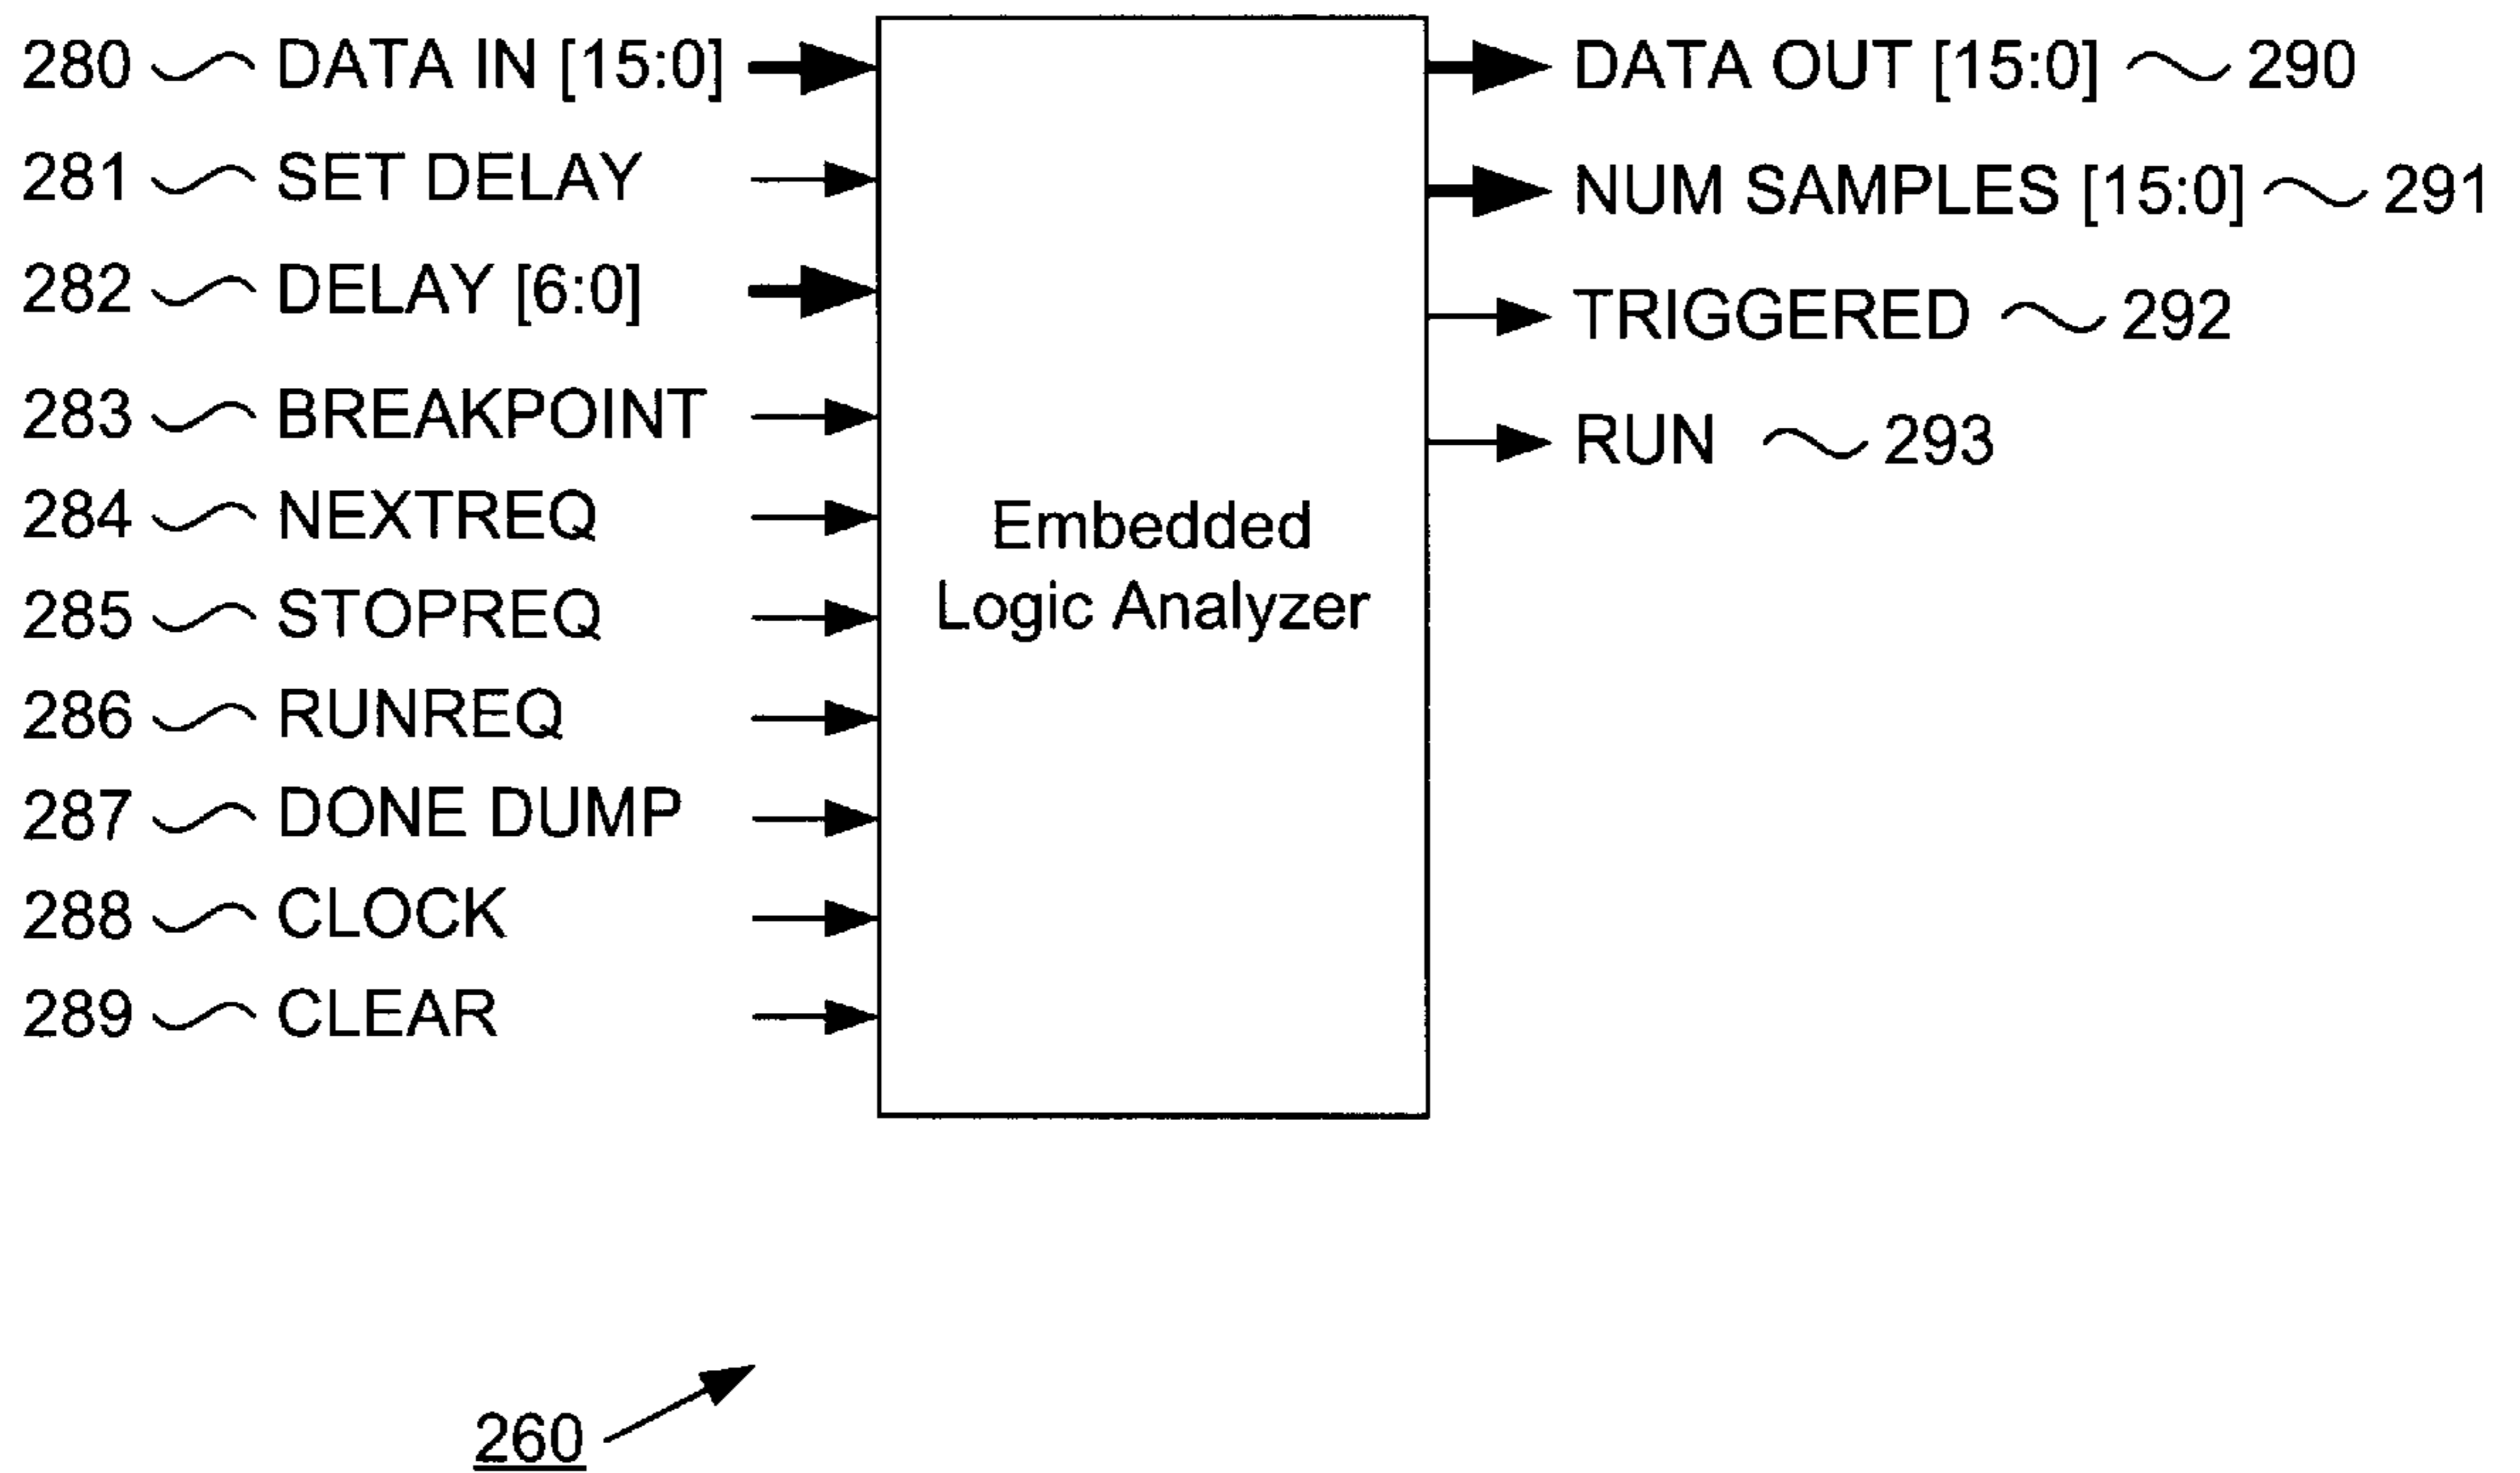 280 DATA IN [15:0]
281 SET DELAY
282 DELAY [6:0]
283 BREAKPOINT
284 NEXTREQ
285 STOPREQ
286 RUNREQ
287 DONE DUMP
288 CLOCK
289 CLEAR
Embedded
Logic Analyzer
DATA OUT [15:0] 290
NUM SAMPLES [15:0] 291
TRIGGERED 292
RUN 293
260